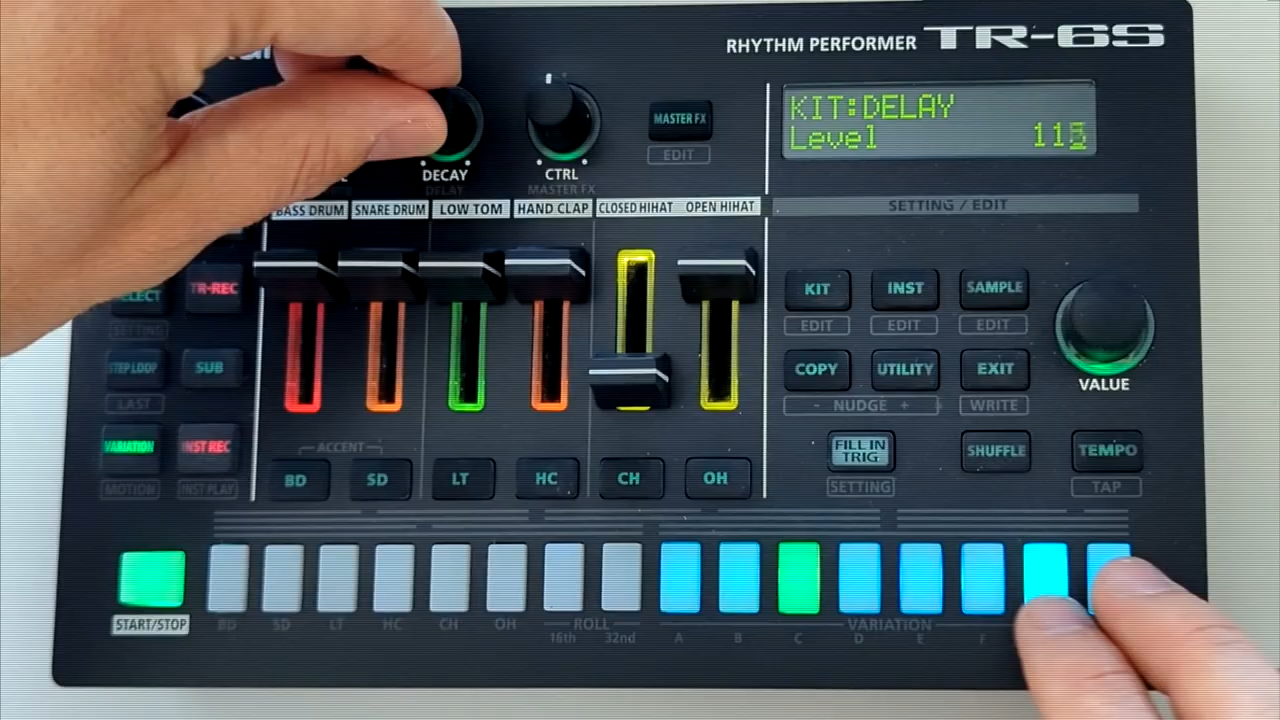 RHYTHM PERFORMER TR-6S
KIT:DELAY
Level
MASTER FX
EDIT
DECAY
DELAY
CTRL
MASTER FX
BASS DRUM SNARE DRUM LOW TOM HAND CLAP CLOSED HIHAT OPEN HIHAT
SETTING / EDIT
TR-REC
SETTING
KIT INST SAMPLE
EDIT EDIT EDIT
STEP LOOP SUB
LAST
COPY UTILITY EXIT
- NUDGE + WRITE
VALUE
VARIATION INST REC
MOTION INST PLAY
ACCENT
BD SD LT HC CH OH
FILL IN TRIG
SETTING
SHUFFLE TEMPO
TAP
START/STOP
BD SD LT HC CH OH ROLL VARIATION
16th 32nd A B C D E F